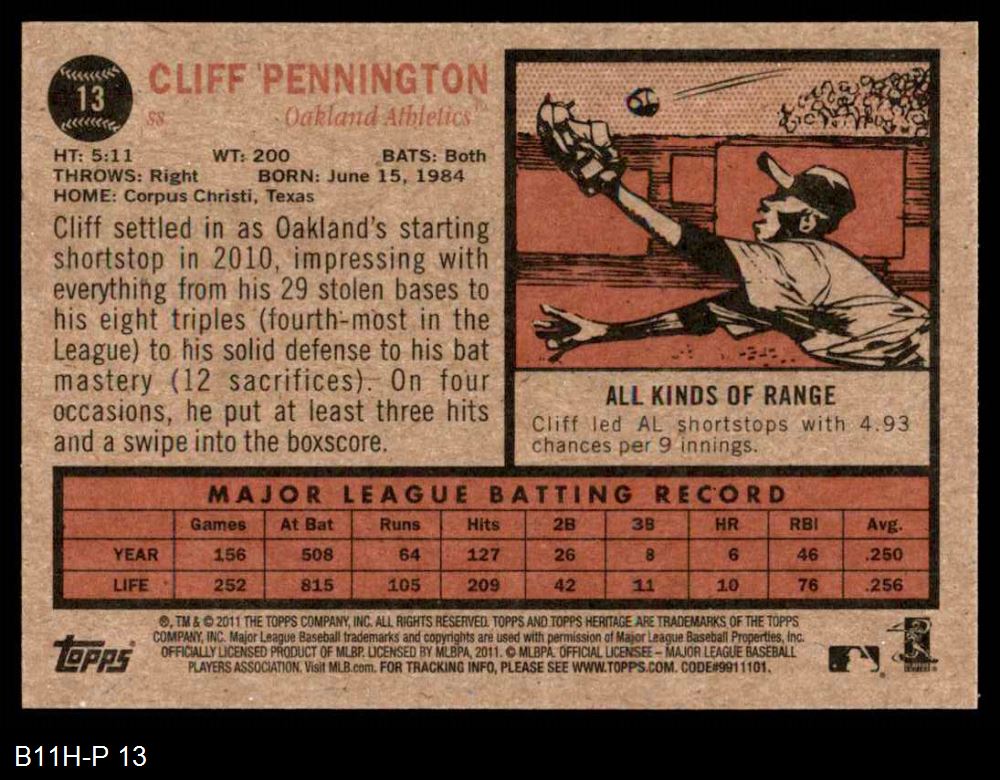 13
CLIFF PENNINGTON
SS Oakland Athletics
HT: 5:11 WT: 200 BATS: Both
THROWS: Right BORN: June 15, 1984
HOME: Corpus Christi, Texas
Cliff settled in as Oakland's starting
shortstop in 2010, impressing with
everything from his 29 stolen bases to
his eight triples (fourth-most in the
League) to his solid defense to his bat
mastery (12 sacrifices). On four
occasions, he put at least three hits
and a swipe into the boxscore.
ALL KINDS OF RANGE
Cliff led AL shortstops with 4.93
chances per 9 innings.
MAJOR LEAGUE BATTING RECORD
Games At Bat Runs Hits 2B 3B HR RBI Avg.
YEAR 156 508 64 127 26 8 6 46 .250
LIFE 252 815 105 209 42 11 10 76 .256
®, TM & © 2011 THE TOPPS COMPANY, INC. ALL RIGHTS RESERVED. TOPPS AND TOPPS HERITAGE ARE TRADEMARKS OF THE TOPPS
COMPANY, INC. Major League Baseball trademarks and copyrights are used with permission of Major League Baseball Properties, Inc.
OFFICIALLY LICENSED PRODUCT OF MLBP. LICENSED BY MLBPA, 2011. © MLBPA. OFFICIAL LICENSEE – MAJOR LEAGUE BASEBALL
PLAYERS ASSOCIATION. Visit MLB.com. FOR TRACKING INFO, PLEASE SEE WWW.TOPPS.COM. CODE#9911101.
TOPPS
B11H-P 13